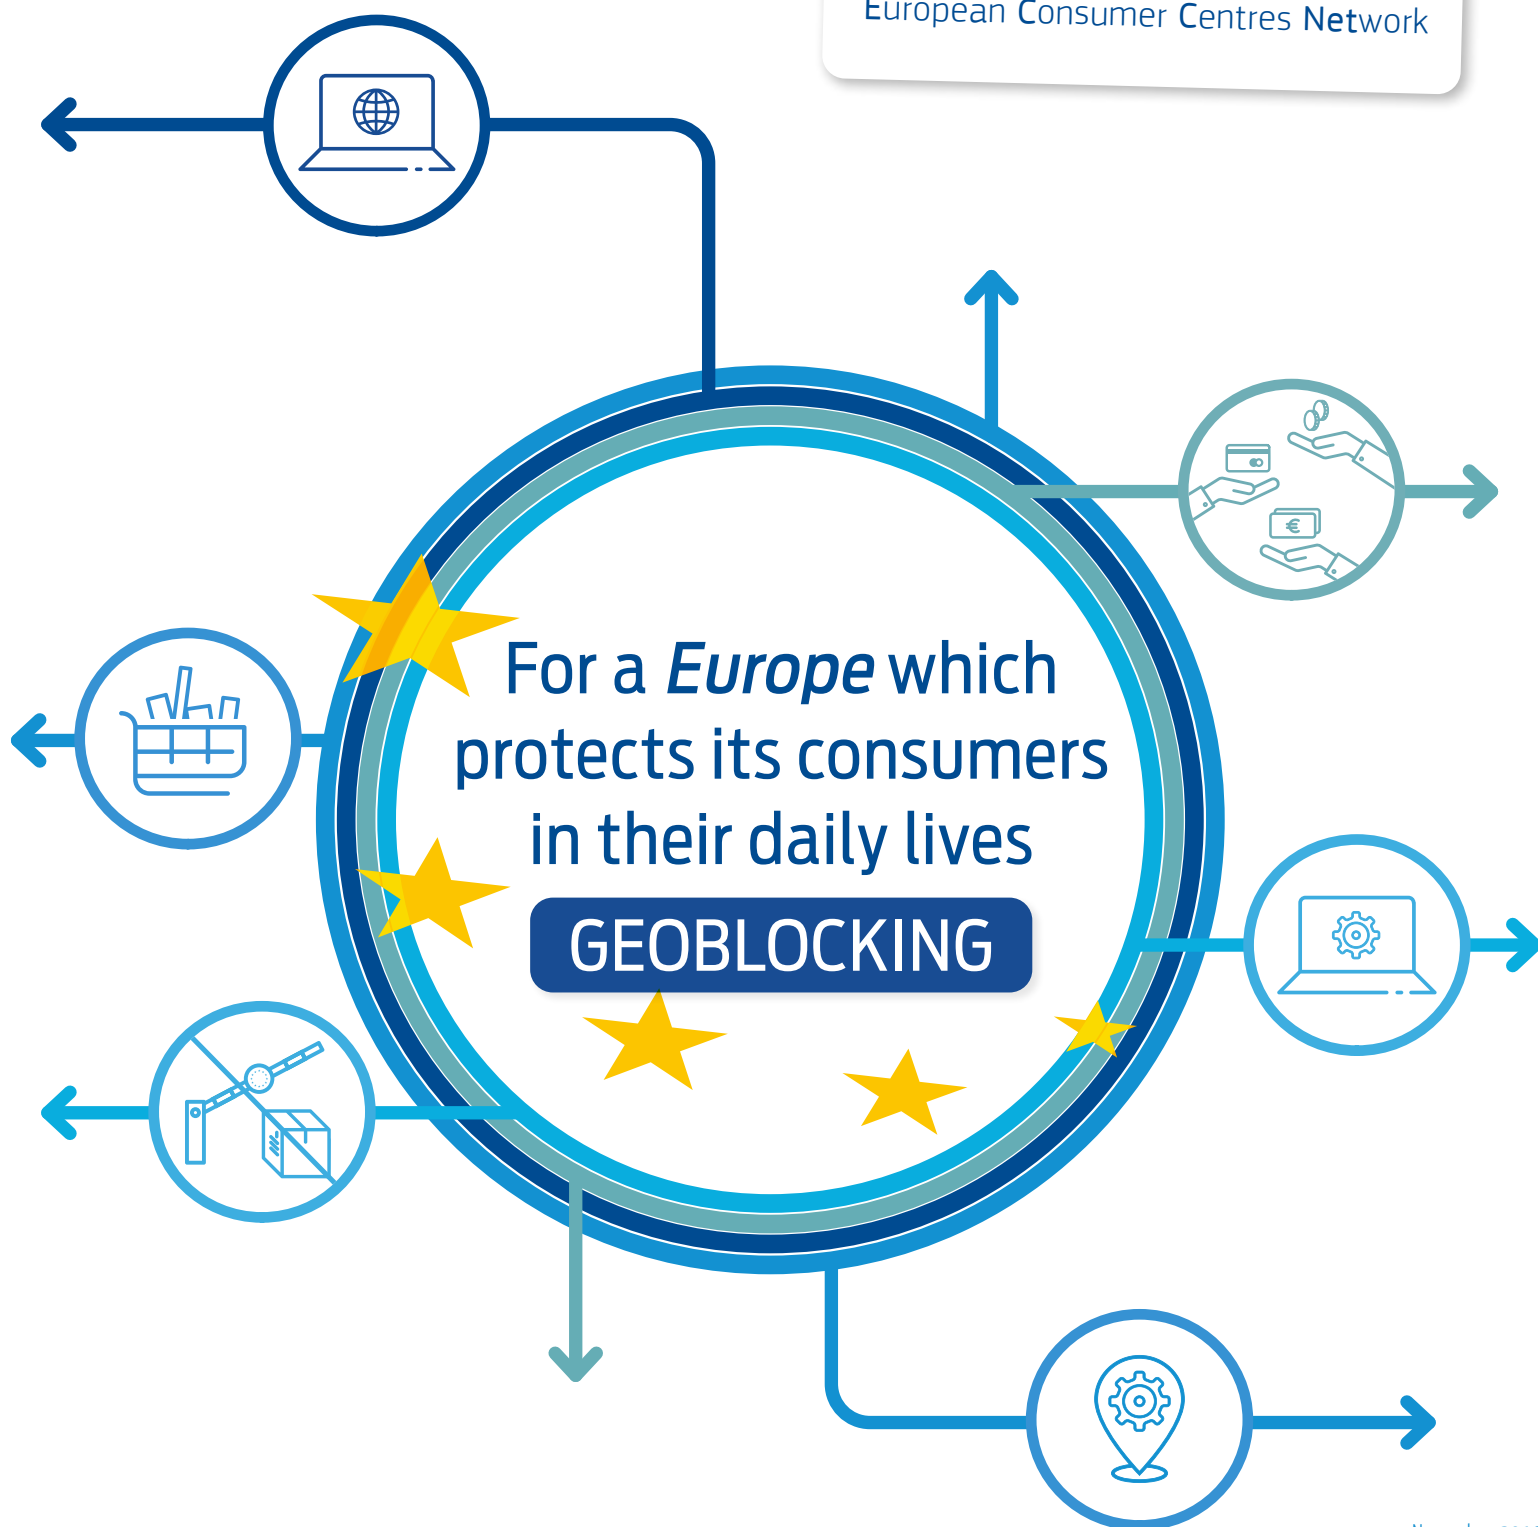 European Consumer Centres Network
For a Europe which
protects its consumers
in their daily lives
GEOBLOCKING
€